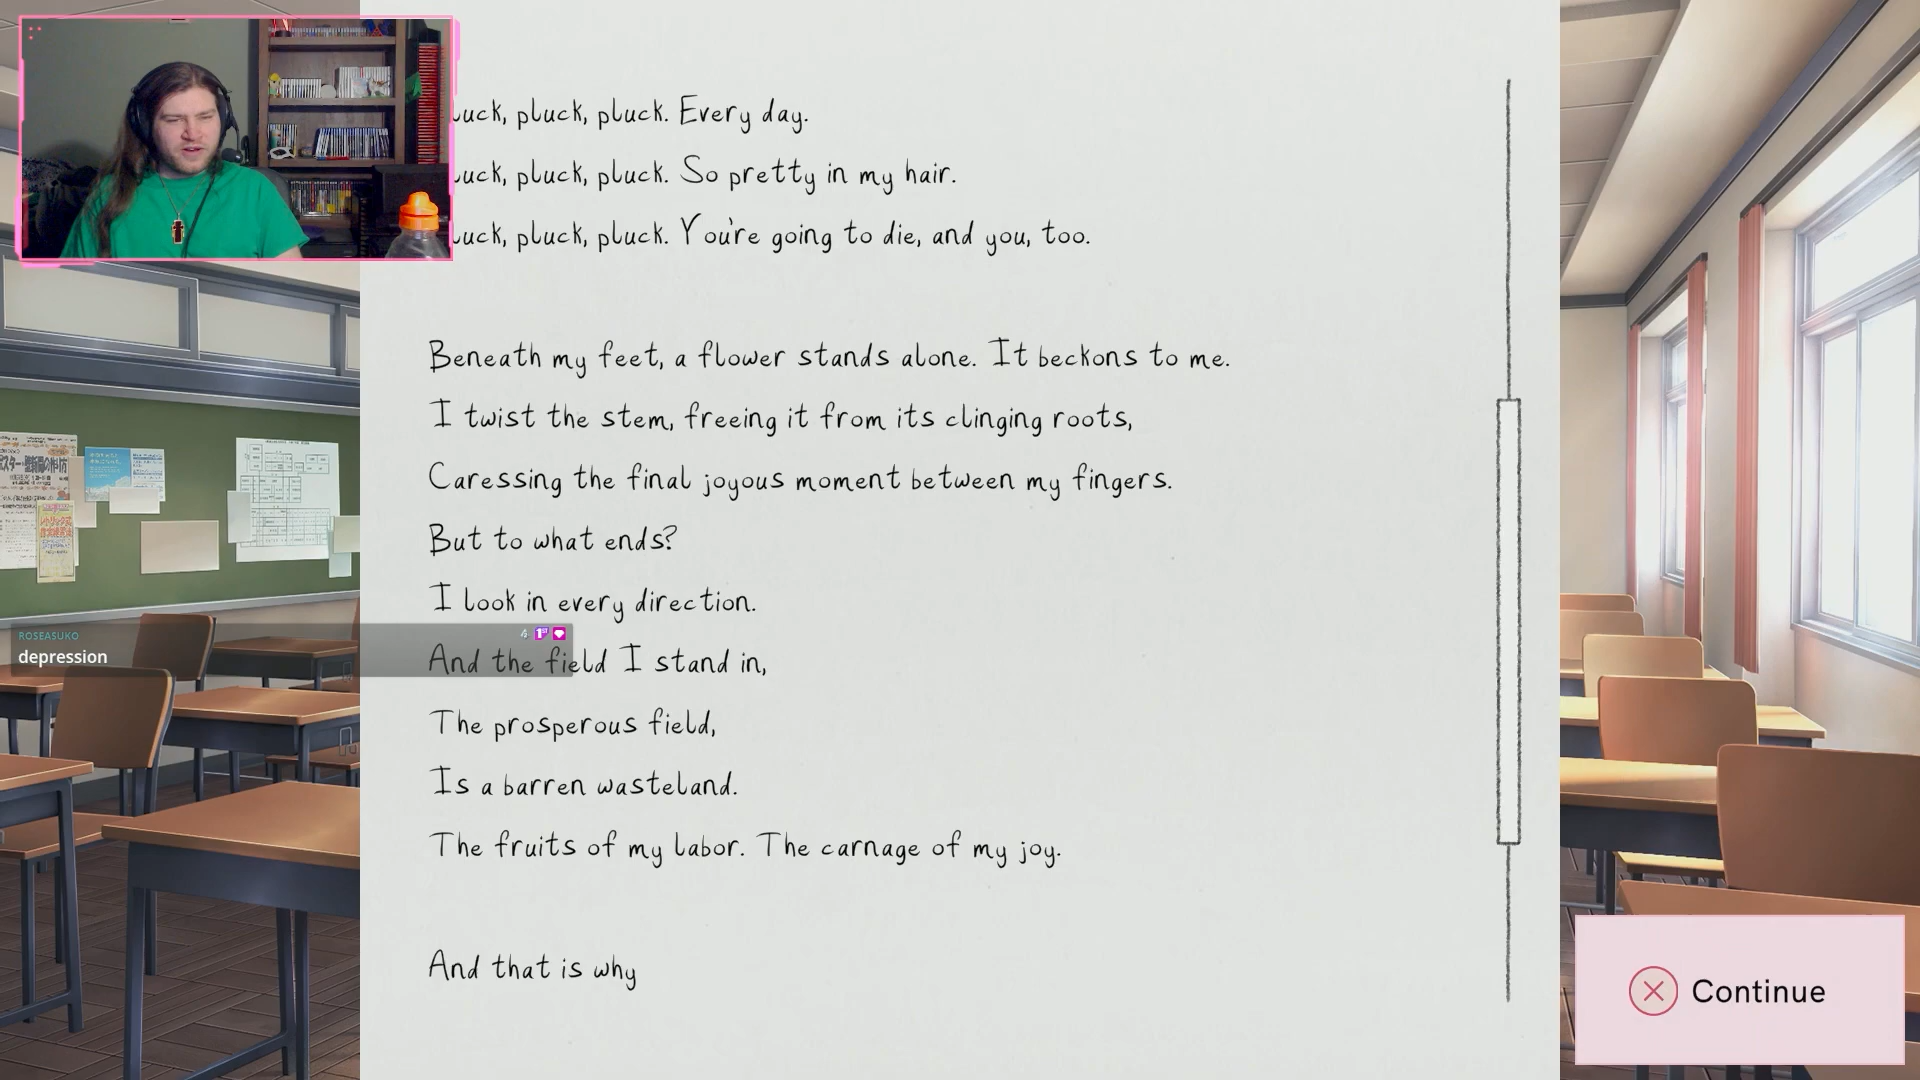 luck, pluck, pluck. Every day.
luck, pluck, pluck. So pretty in my hair.
luck, pluck, pluck. You're going to die, and you, too.
Beneath my feet, a flower stands alone. It beckons to me.
I twist the stem, freeing it from its clinging roots,
Caressing the final joyous moment between my fingers.
But to what ends?
I look in every direction.
ROSEASUKO
depression
And the field I stand in,
The prosperous field,
Is a barren wasteland.
The fruits of my labor. The carnage of my joy.
And that is why
Continue